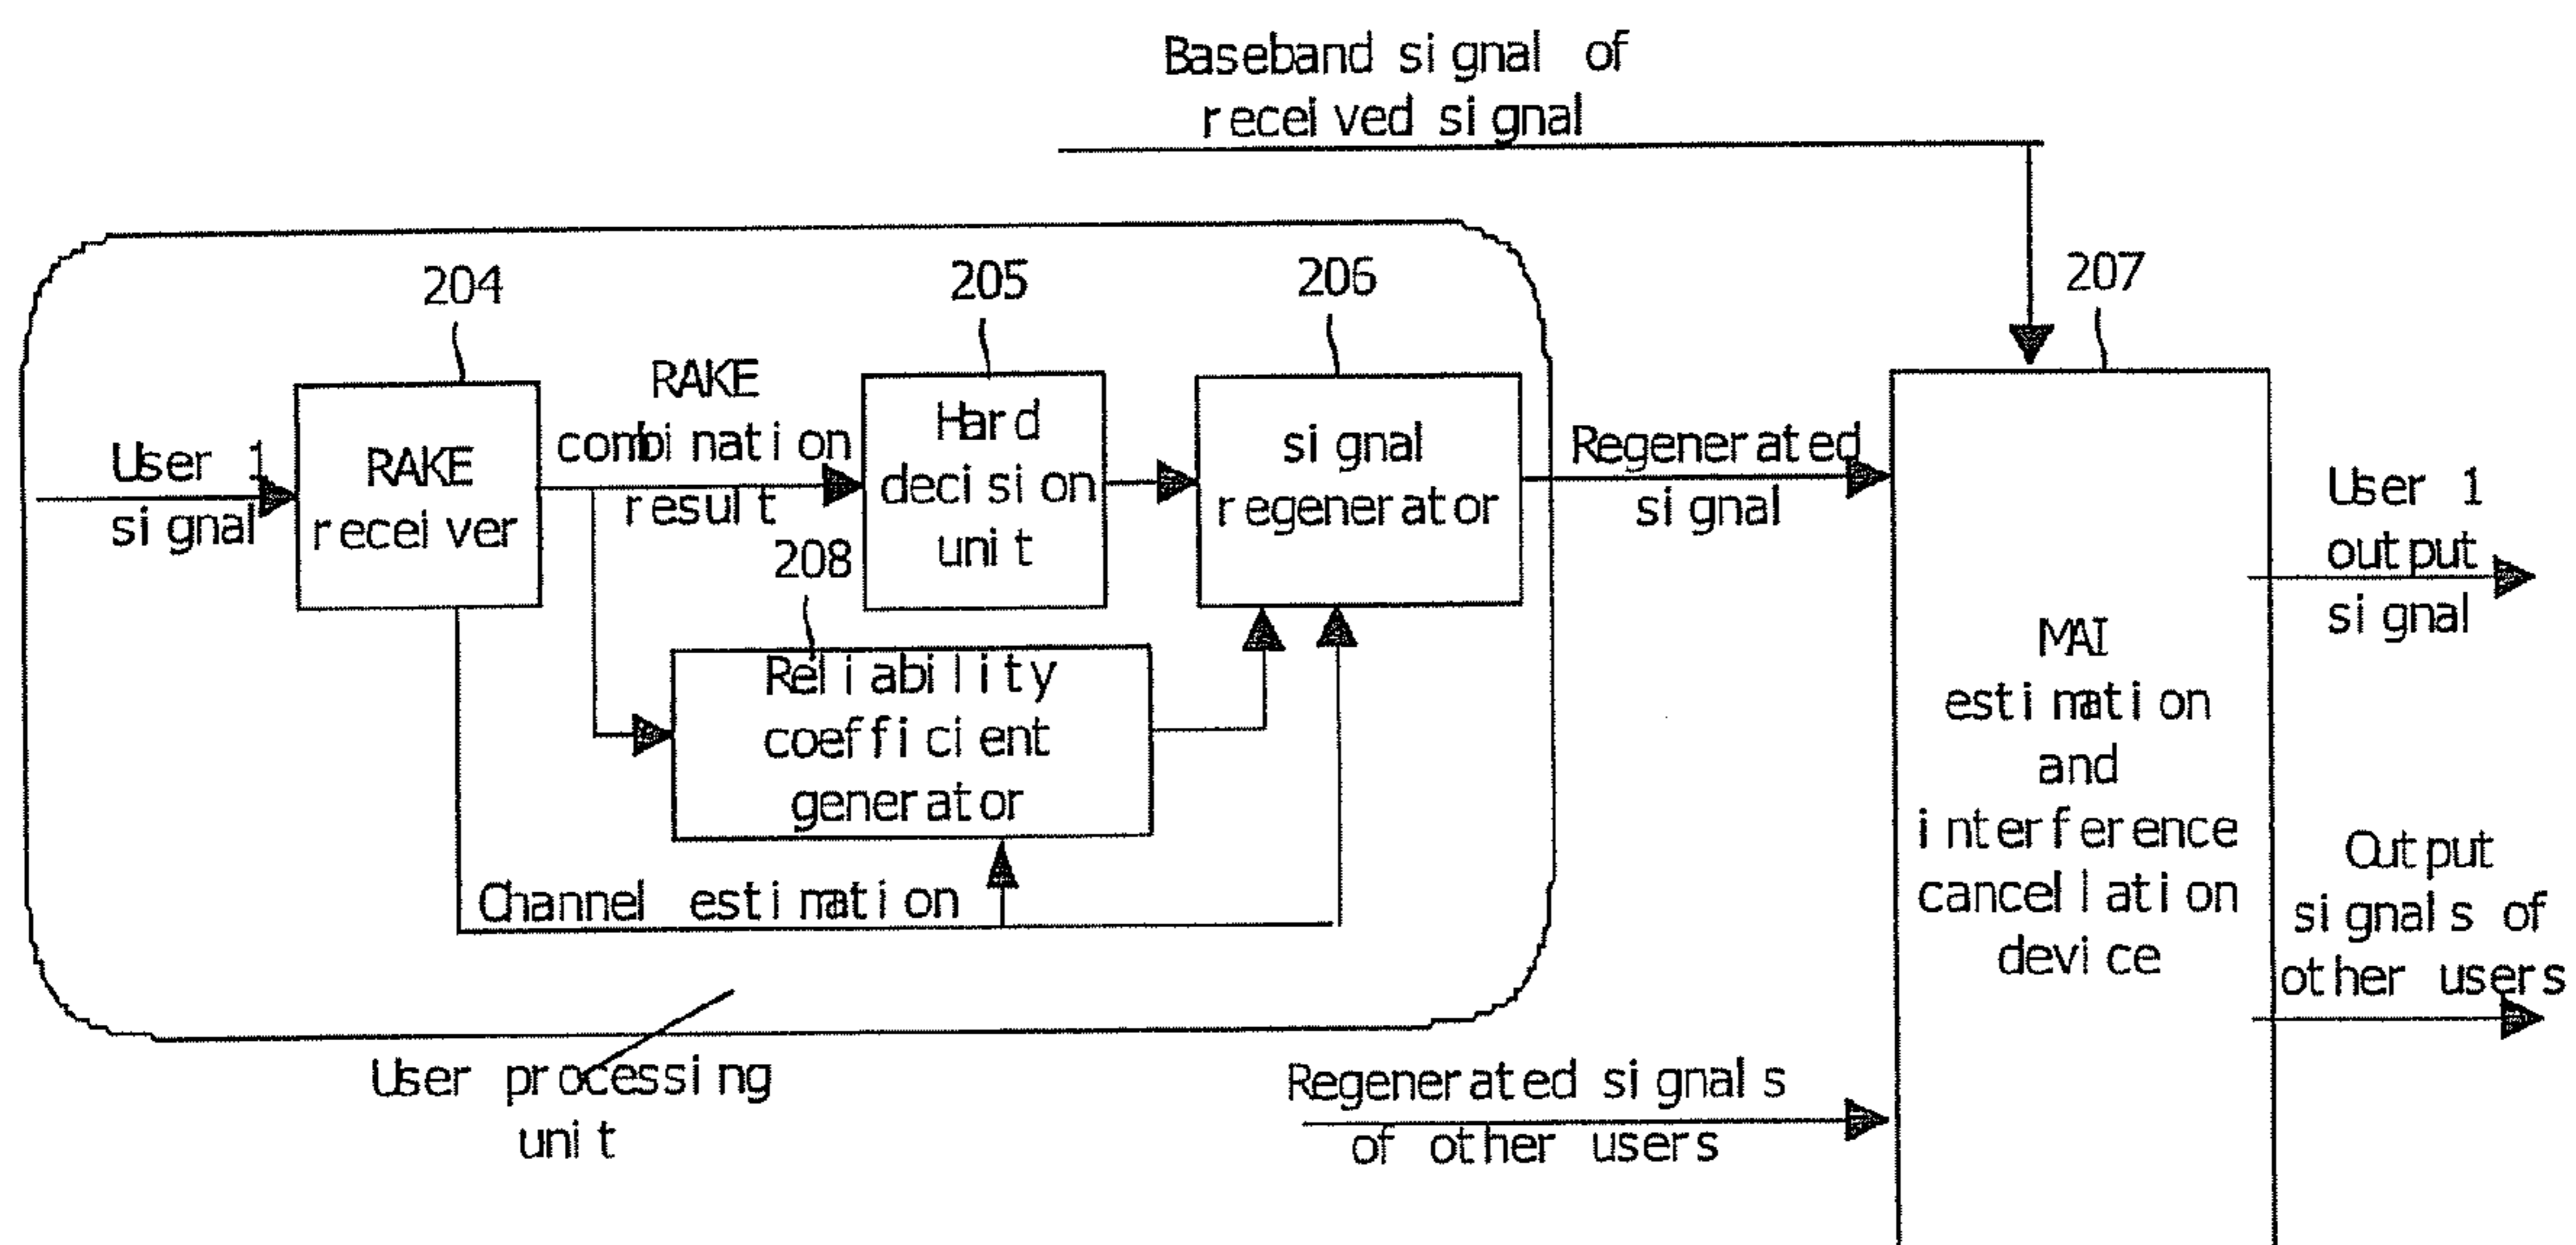 Baseband signal of
received signal
204
205
206
207
User 1
signal
RAKE
receiver
RAKE
combination
result
208
Hard
decision
unit
signal
regenerator
Regenerated
signal
User 1
output
signal
Reliability
coefficient
generator
Channel estimation
MAI
estimation
and
interference
cancellation
device
Output
signals of
other users
User processing
unit
Regenerated signals
of other users